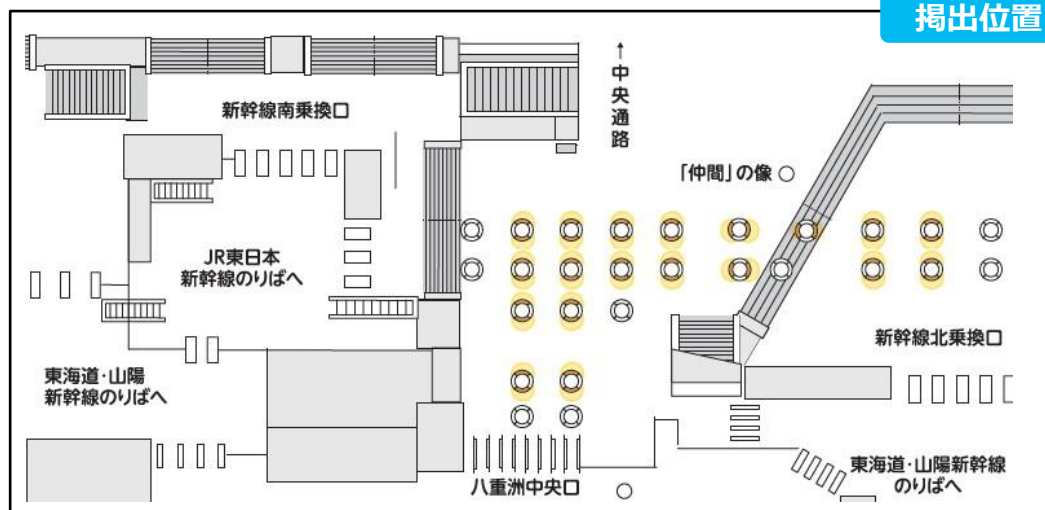 掲出位置
↑
中央通路
新幹線南乗換口
「仲間」の像
JR東日本
新幹線のりばへ
新幹線北乗換口
東海道・山陽
新幹線のりばへ
八重洲中央口
東海道・山陽新幹線
のりばへ